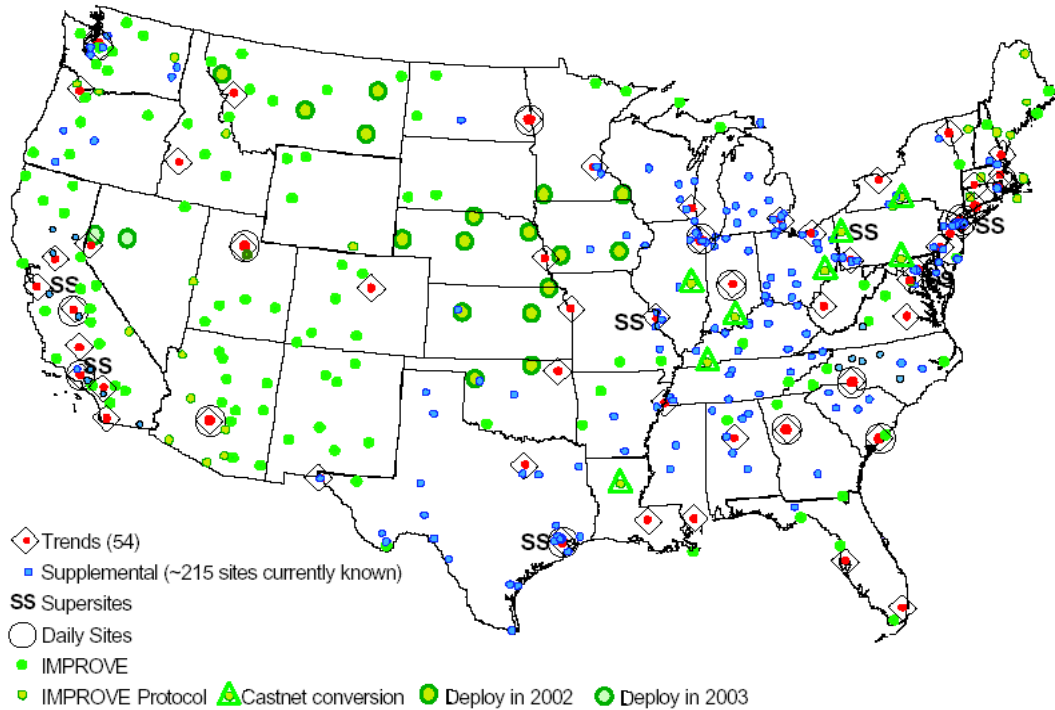 SS
SS
SS
SS
SS
SS
SS
Trends (54)
Supplemental (~215 sites currently known)
SS Supersites
Daily Sites
IMPROVE
IMPROVE Protocol Castnet conversion Deploy in 2002 Deploy in 2003